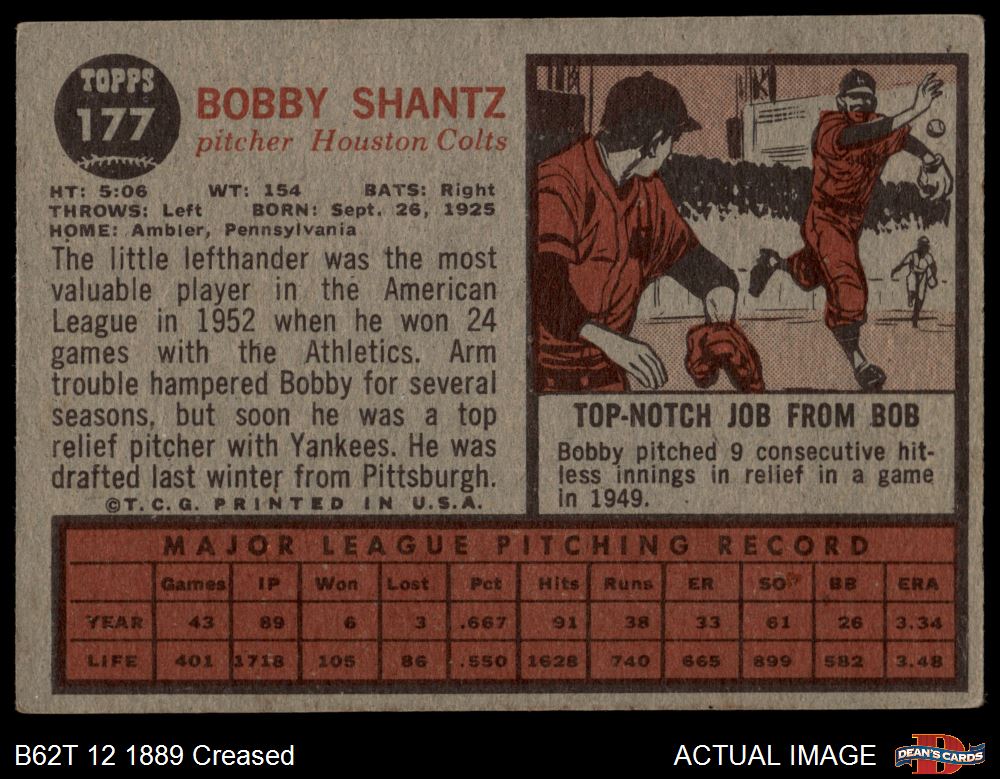 TOPPS
177
BOBBY SHANTZ
pitcher Houston Colts
HT: 5:06 WT: 154 BATS: Right
THROWS: Left BORN: Sept. 26, 1925
HOME: Ambler, Pennsylvania
The little lefthander was the most
valuable player in the American
League in 1952 when he won 24
games with the Athletics. Arm
trouble hampered Bobby for several
seasons, but soon he was a top
relief pitcher with Yankees. He was
drafted last winter from Pittsburgh.
©T.C.G. PRINTED IN U.S.A.
TOP-NOTCH JOB FROM BOB
Bobby pitched 9 consecutive hit-
less innings in relief in a game
in 1949.
MAJOR LEAGUE PITCHING RECORD
Games IP Won Lost Pct Hits Runs ER SO BB ERA
YEAR 43 89 6 3 .667 91 38 33 61 26 3.34
LIFE 401 1718 105 86 .550 1628 740 665 899 582 3.48
B62T 12 1889 Creased
ACTUAL IMAGE
DEAN'S CARDS